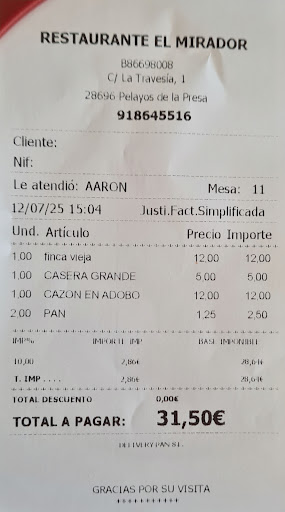 RESTAURANTE EL MIRADOR
B86698008
C/ La Travesía, 1
28696 Pelayos de la Presa
918645516
Cliente:
Nif:
Le atendió: AARON Mesa: 11
12/07/25 15:04 Justi.Fact.Simplificada
Und. Artículo Precio Importe
1,00 finca vieja 12,00 12,00
1,00 CASERA GRANDE 5,00 5,00
1,00 CAZON EN ADOBO 12,00 12,00
2,00 PAN 1,25 2,50
IMP% IMPORTE IMP BASE IMPONIBLE
10,00 2,86€ 28,64€
T. IMP . . . . 2,86€ 28,64€
TOTAL DESCUENTO 0,00€
TOTAL A PAGAR: 31,50€
DELIVERY PAN S.L.
GRACIAS POR SU VISITA
* * * * * * * * * * *